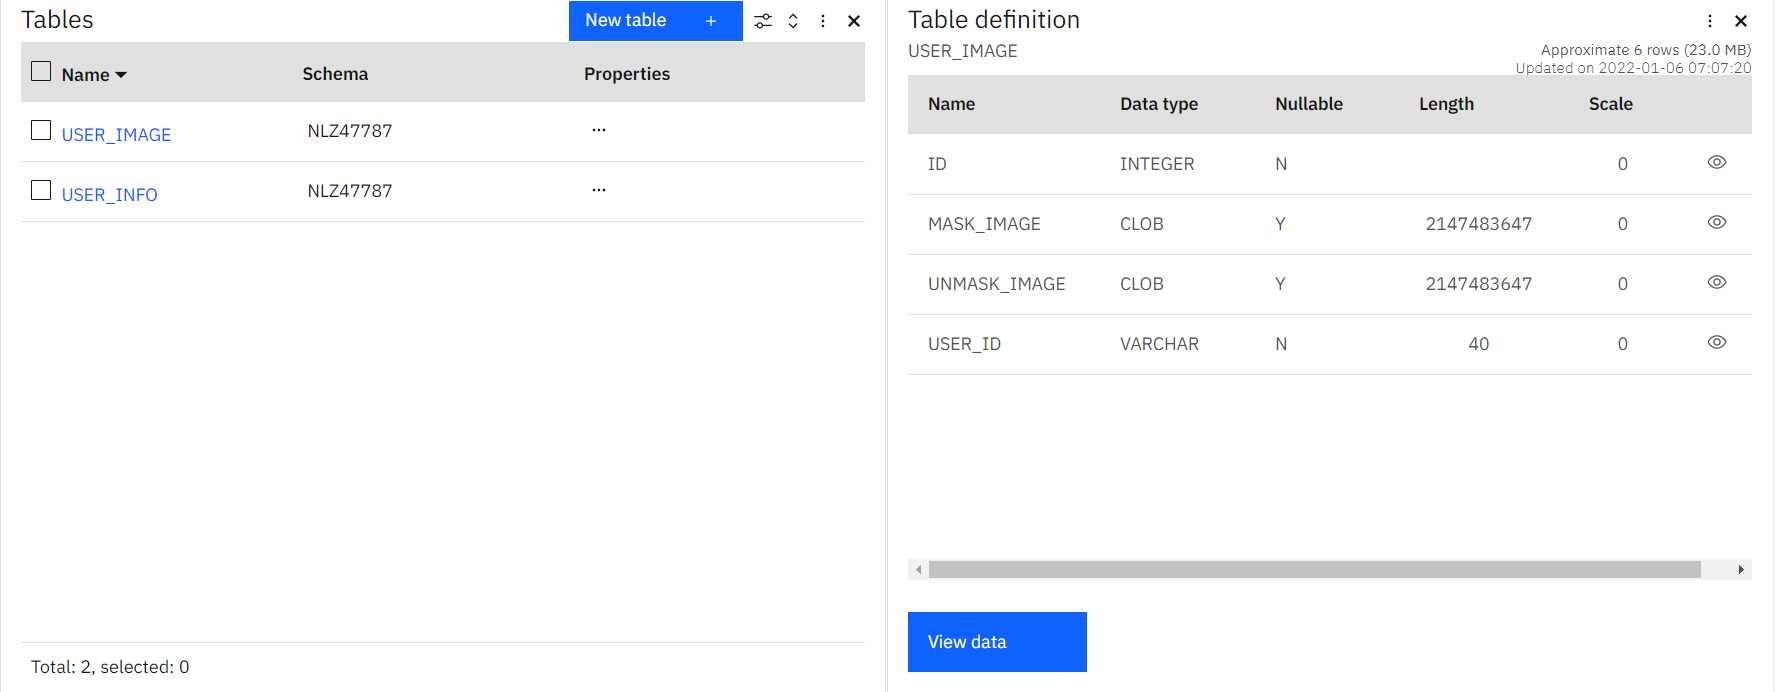 Tables
New table +
Name Schema Properties
USER_IMAGE NLZ47787 ...
USER_INFO NLZ47787 ...
Total: 2, selected: 0
Table definition
USER_IMAGE
Approximate 6 rows (23.0 MB)
Updated on 2022-01-06 07:07:20
Name Data type Nullable Length Scale
ID INTEGER N 0
MASK_IMAGE CLOB Y 2147483647 0
UNMASK_IMAGE CLOB Y 2147483647 0
USER_ID VARCHAR N 40 0
View data